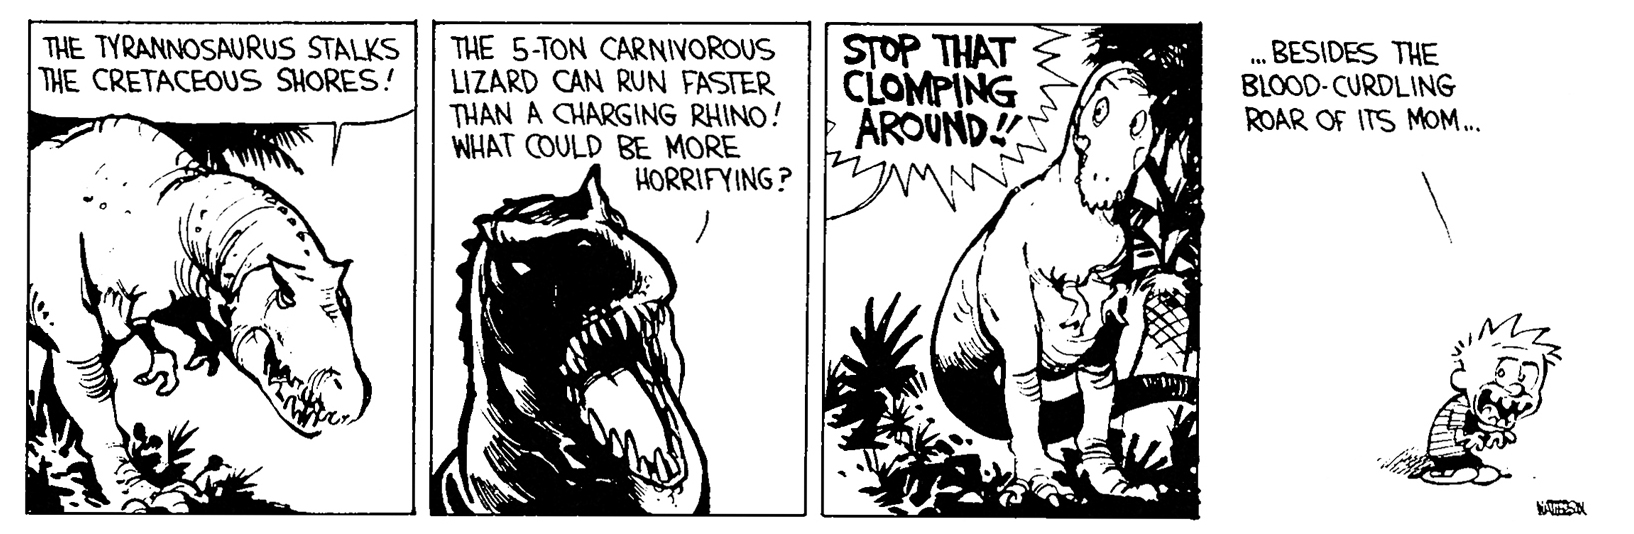 THE TYRANNOSAURUS STALKS
THE CRETACEOUS SHORES!
THE 5-TON CARNIVOROUS
LIZARD CAN RUN FASTER
THAN A CHARGING RHINO!
WHAT COULD BE MORE
HORRIFYING?
STOP THAT
CLOMPING
AROUND!!
...BESIDES THE
BLOOD-CURDLING
ROAR OF ITS MOM...
WATTERSON